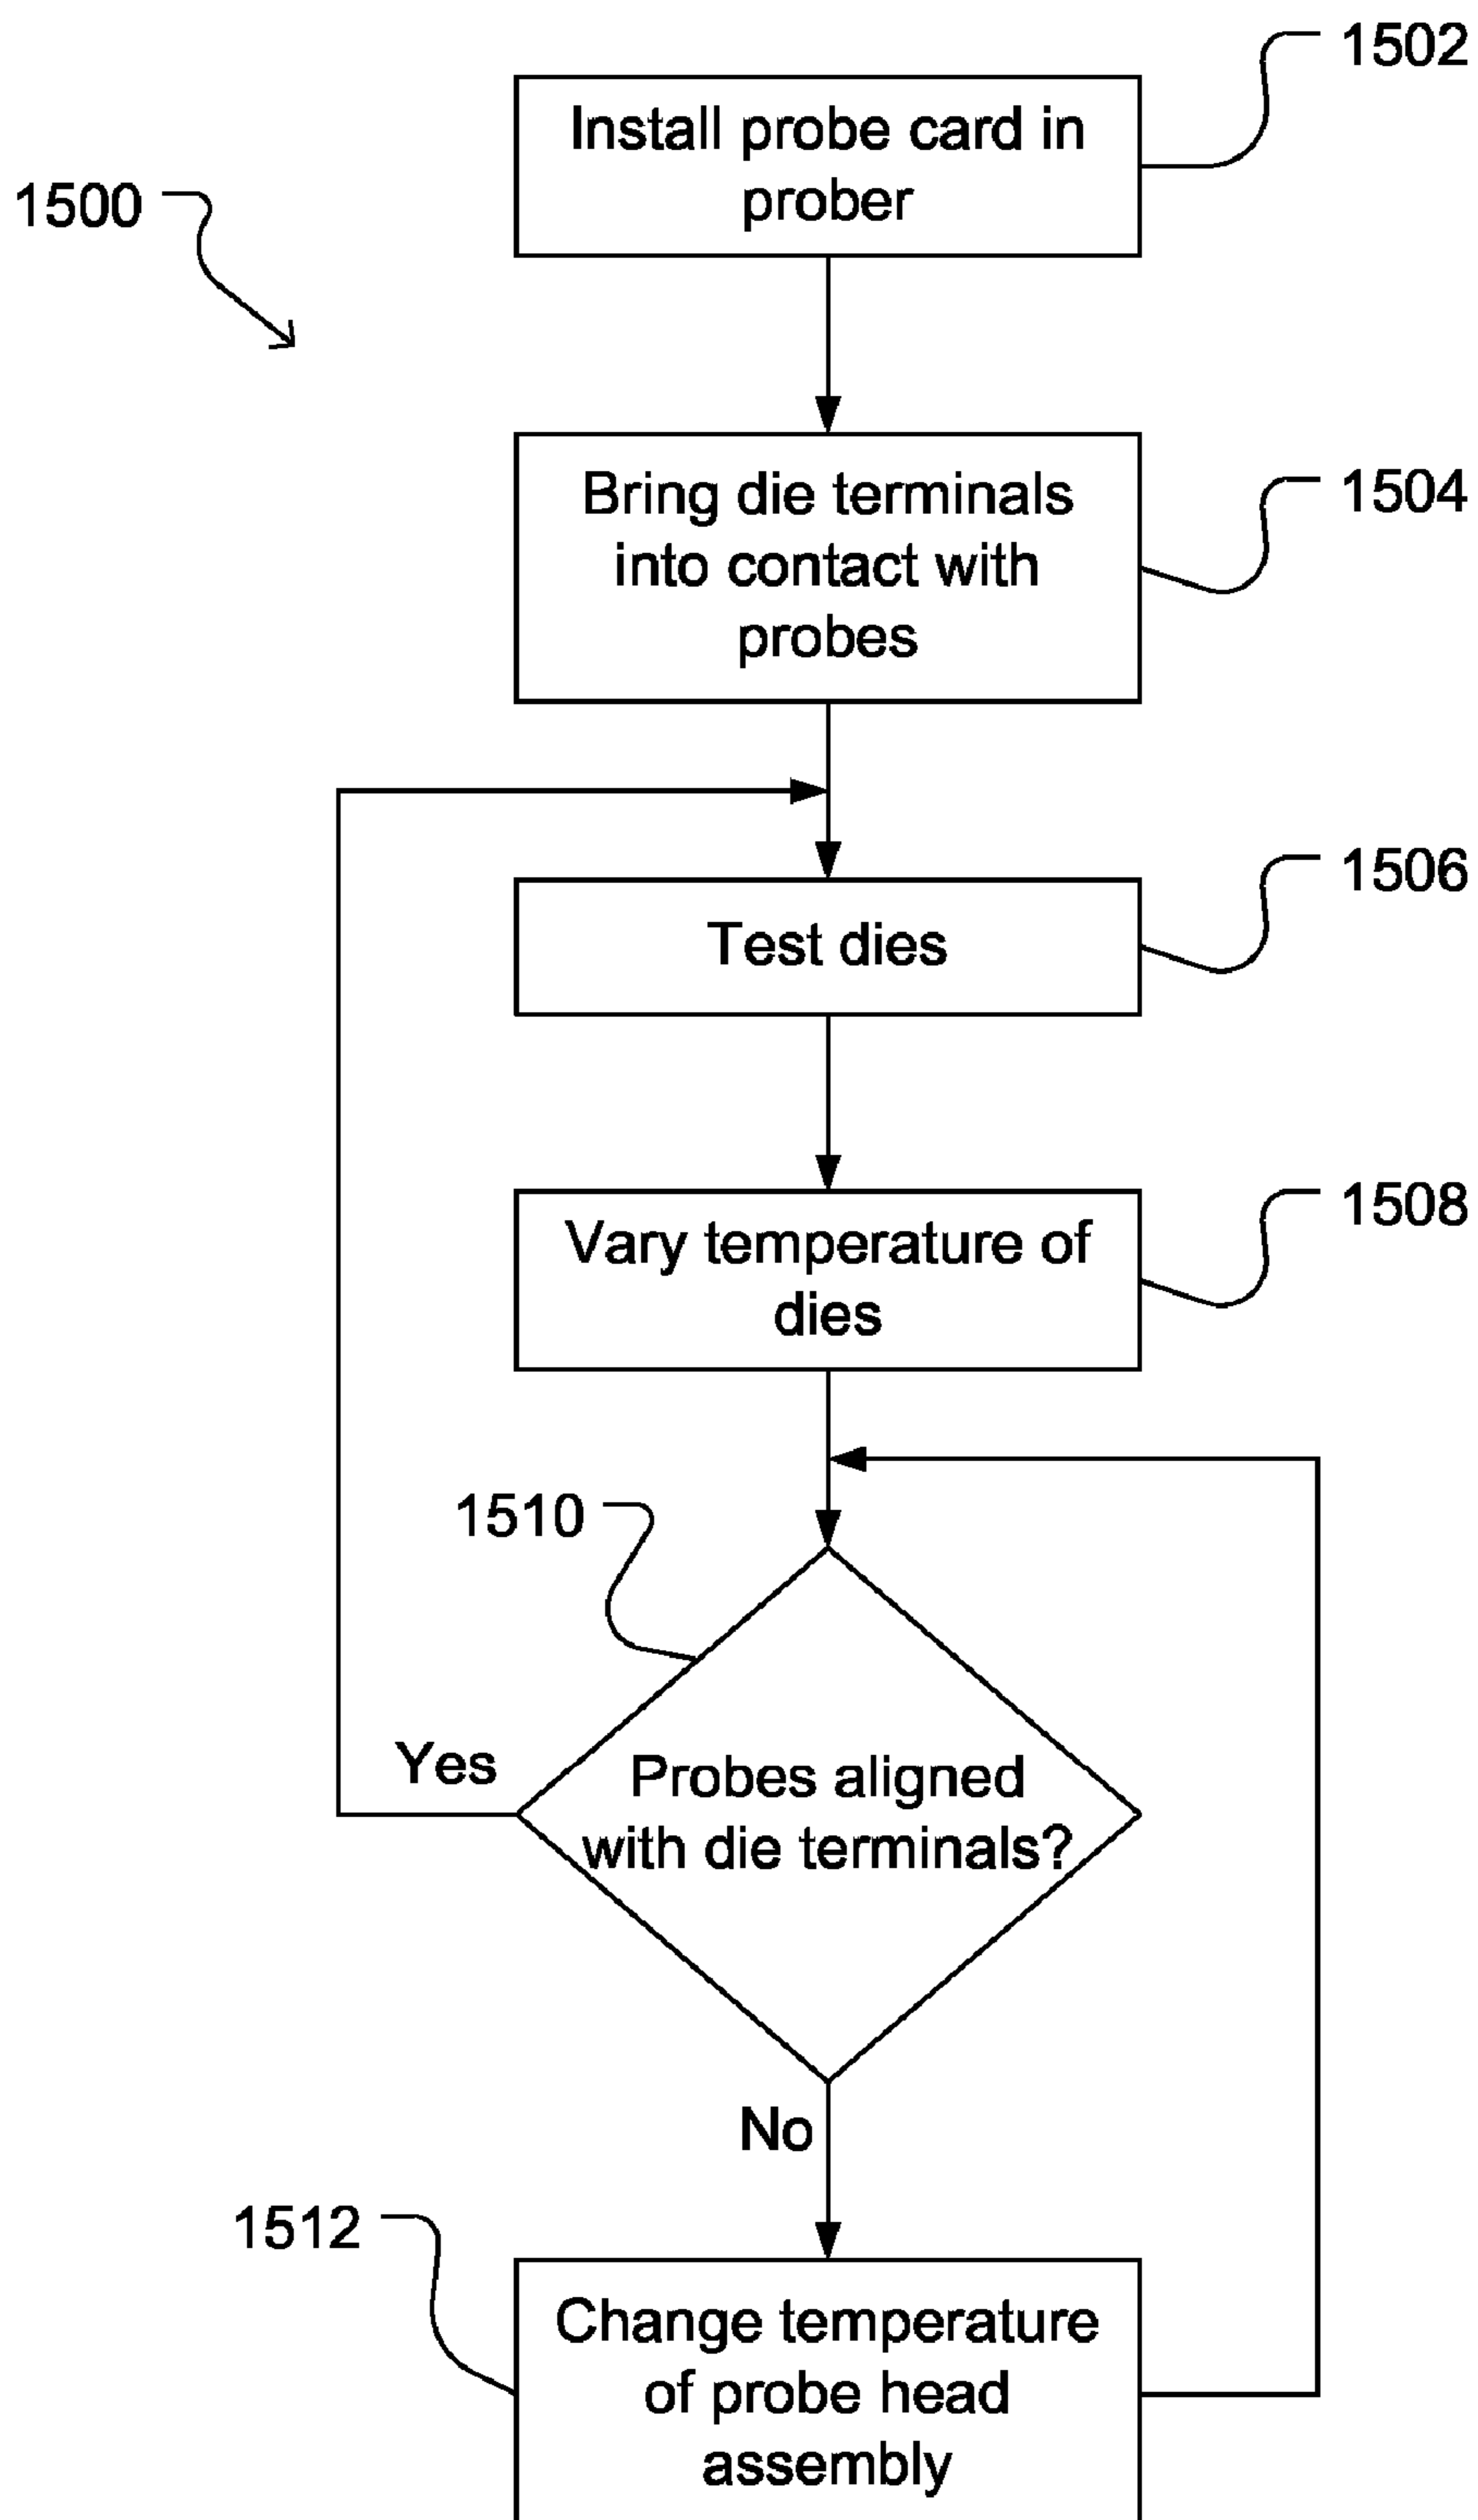 1502
Install probe card in
prober
1500
Bring die terminals
into contact with
probes
1504
Test dies
1506
Vary temperature of
dies
1508
1510
Yes
Probes aligned
with die terminals?
No
1512
Change temperature
of probe head
assembly